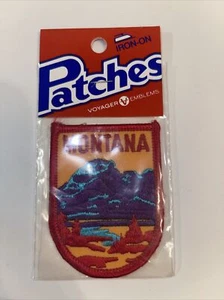 IRON-ON
Patches
VOYAGER V EMBLEMS
MONTANA